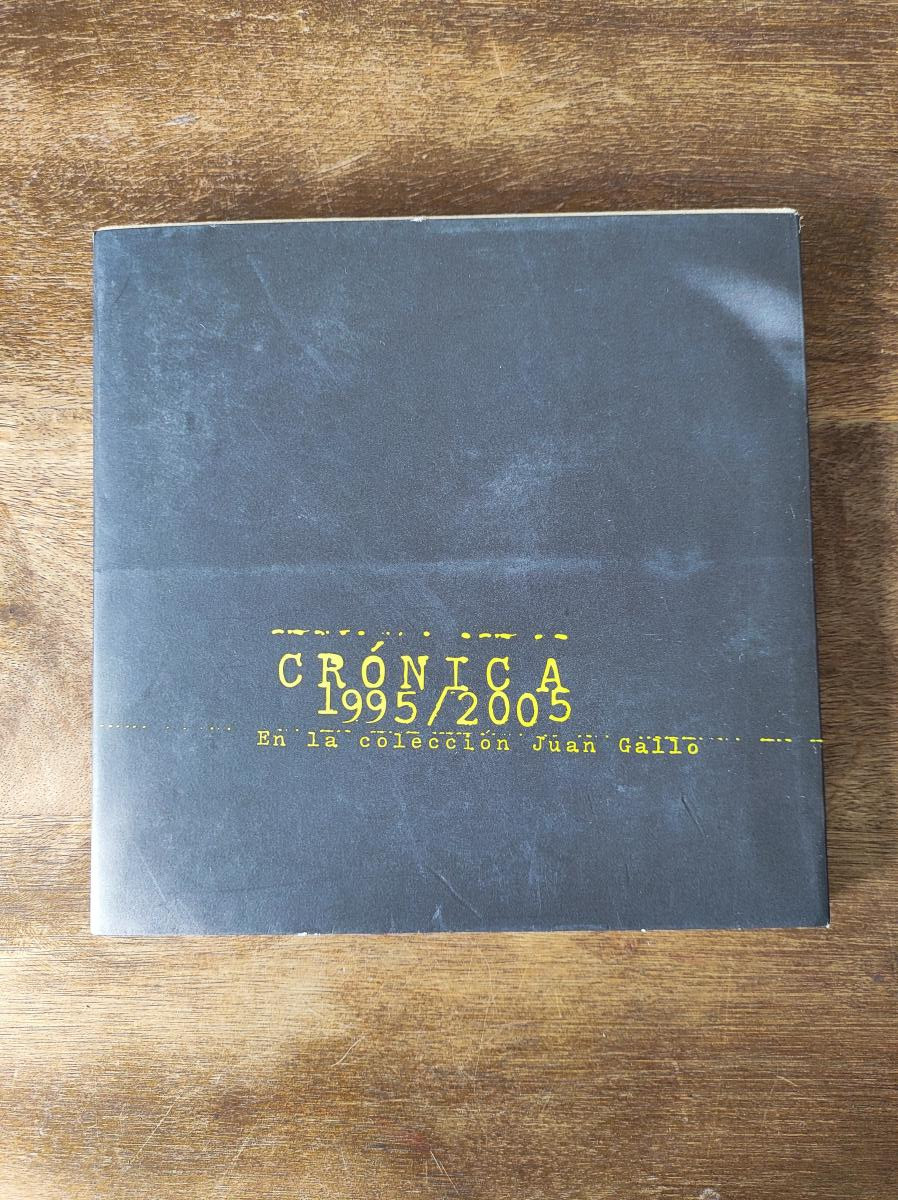 CRÓNICA
1995/2005
En la colección Juan Gallo